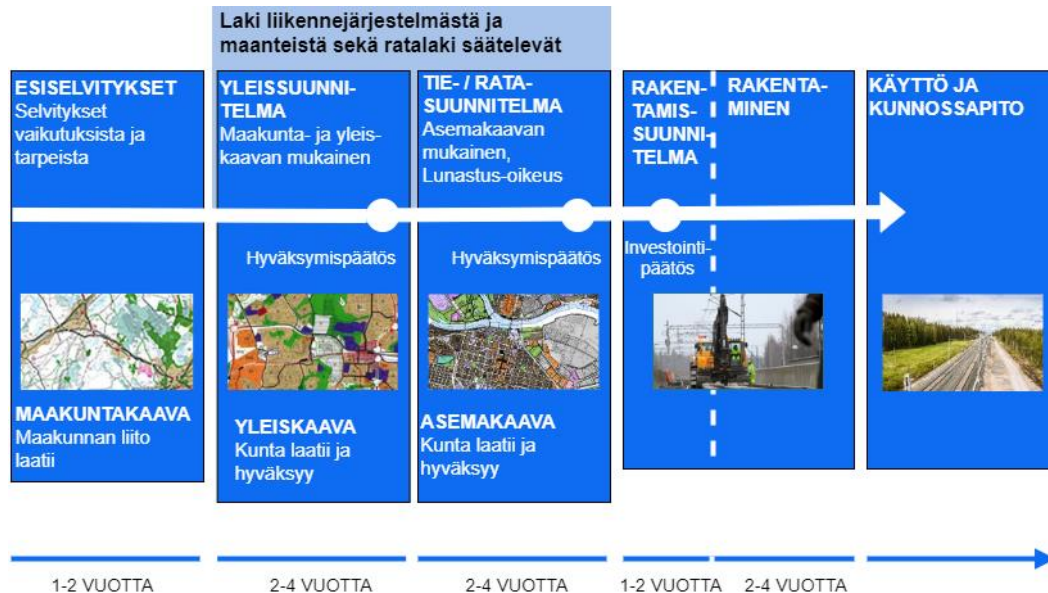 Laki liikennejärjestelmästä ja
maanteistä sekä ratalaki säätelevät
ESISELVITYKSET
Selvitykset
vaikutuksista ja
tarpeista
MAAKUNTAKAAVA
Maakunnan liito
laatii
YLEISSUUNNI-
TELMA
Maakunta- ja yleis-
kaavan mukainen
Hyväksymispäätös
YLEISKAAVA
Kunta laatii ja
hyväksyy
TIE- / RATA-
SUUNNITELMA
Asemakaavan
mukainen,
Lunastus-oikeus
Hyväksymispäätös
ASEMAKAAVA
Kunta laatii ja
hyväksyy
RAKEN-
TAMIS-
SUUNNI-
TELMA
Investointi-
päätös
RAKENTA-
MINEN
KÄYTTÖ JA
KUNNOSSAPITO
1-2 VUOTTA
2-4 VUOTTA
2-4 VUOTTA
1-2 VUOTTA
2-4 VUOTTA